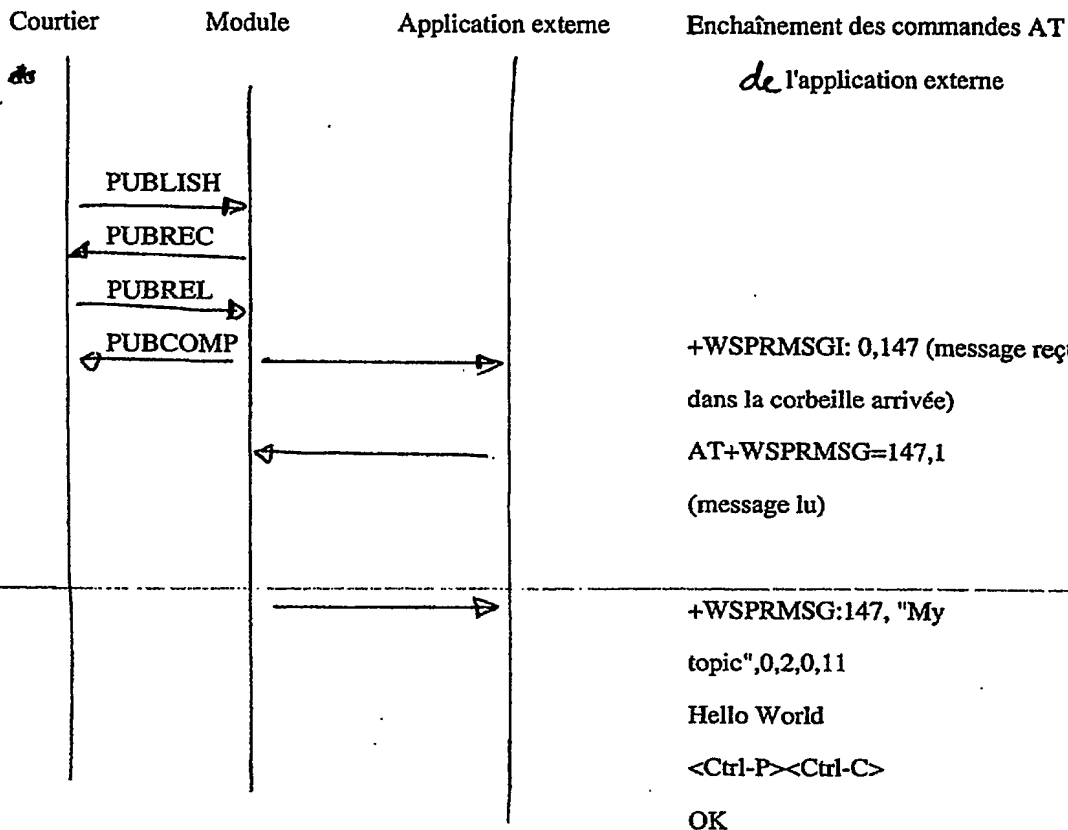 Courtier Module Application externe Enchaînement des commandes AT
de l'application externe
PUBLISH
PUBREC
PUBREL
PUBCOMP
+WSPRMSGI: 0,147 (message reç
dans la corbeille arrivée)
AT+WSPRMSG=147,1
(message lu)
+WSPRMSG:147, "My
topic",0,2,0,11
Hello World
<Ctrl-P><Ctrl-C>
OK